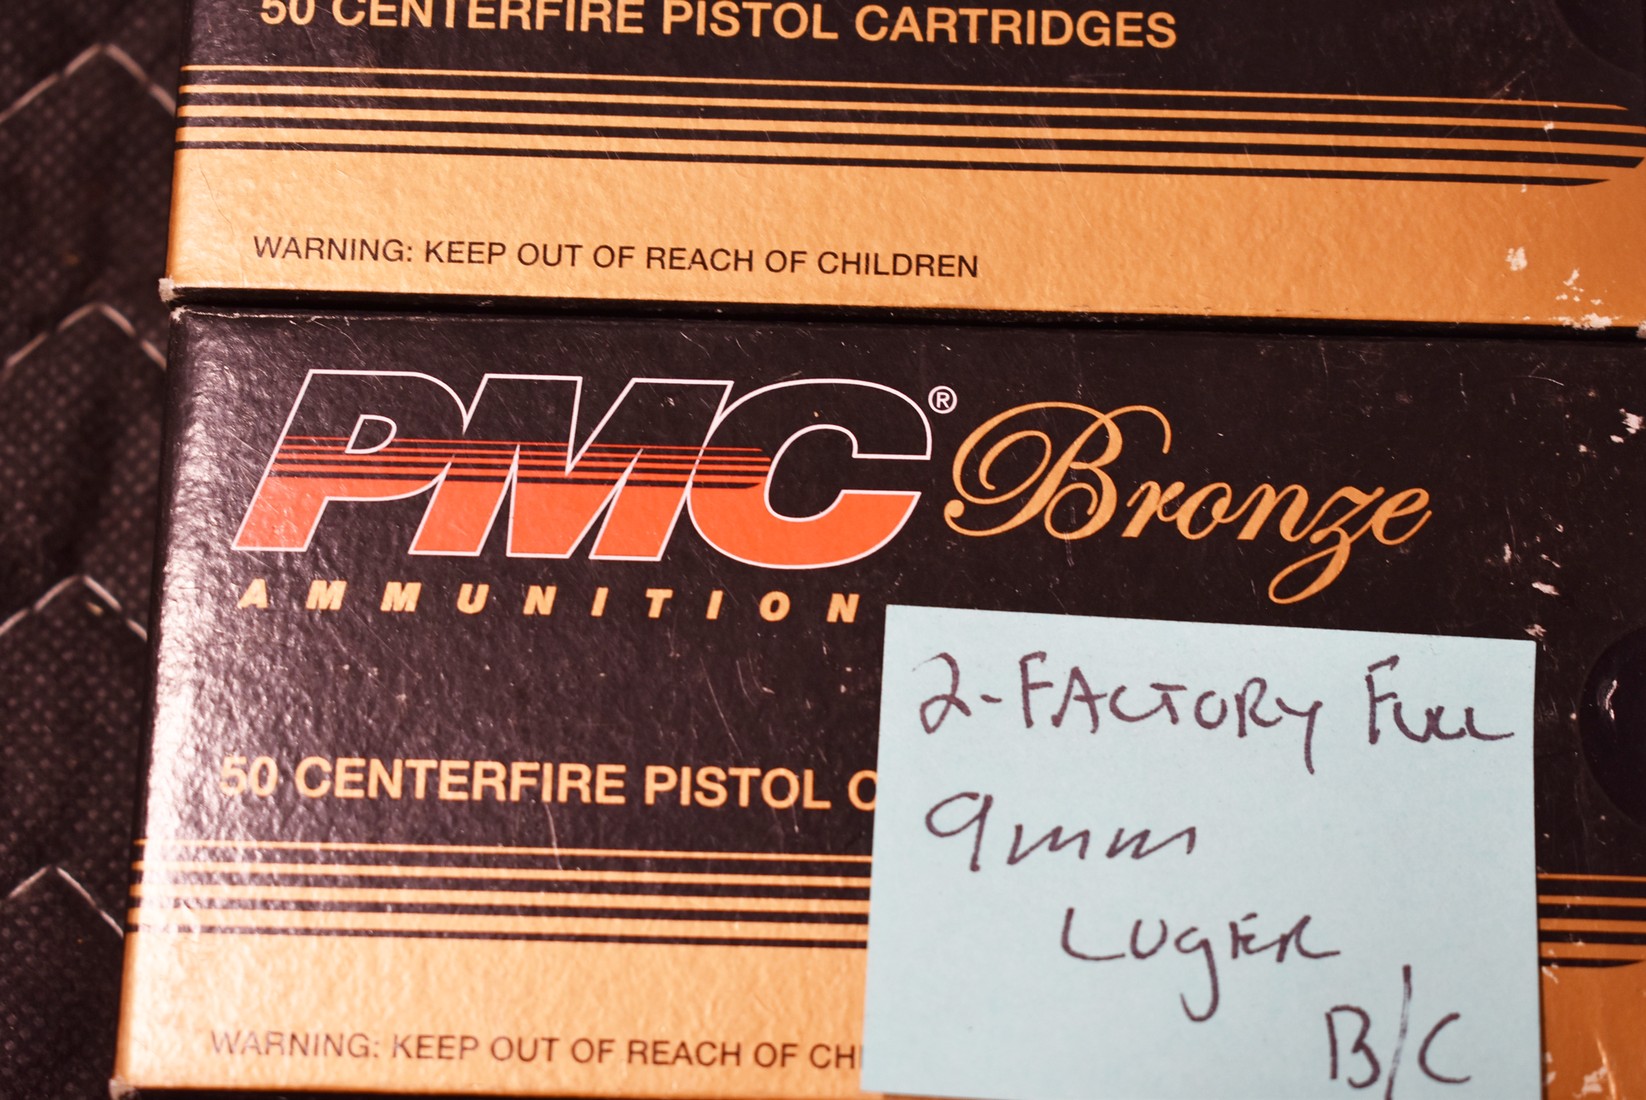 50 CENTERFIRE PISTOL CARTRIDGES
WARNING: KEEP OUT OF REACH OF CHILDREN
PMC® Bronze
AMMUNITION
50 CENTERFIRE PISTOL C
WARNING: KEEP OUT OF REACH OF CHI
2-FACTORY FULL
9mm
LUGER
B/C